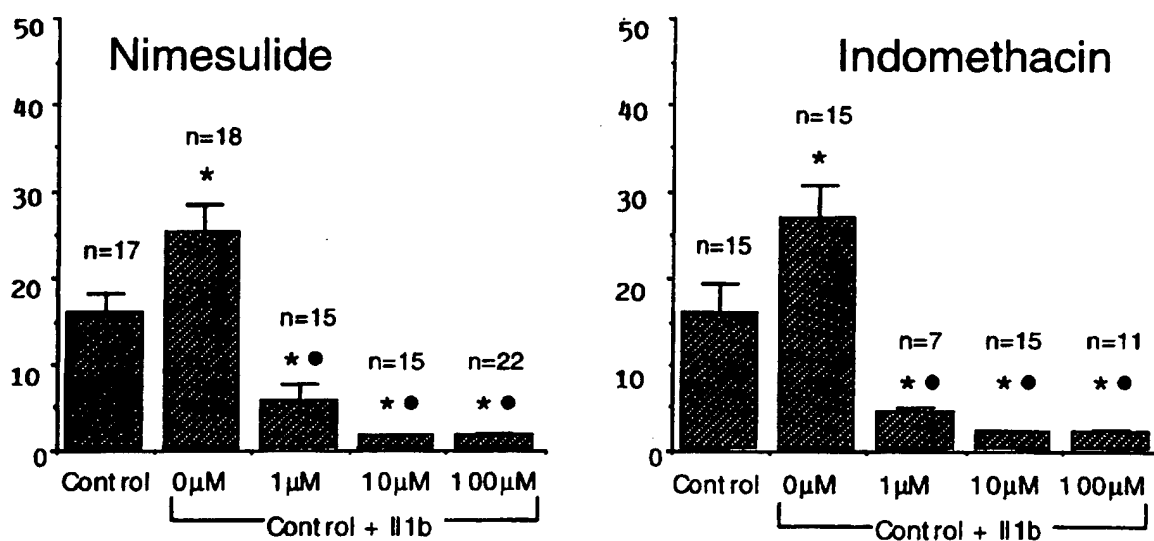 Nimesulide
50
40
30
20
10
0
n=17
n=18
*
n=15
* ●
n=15
* ●
n=22
* ●
Control 0µM 1µM 10µM 100µM
Control + Il1b
Indomethacin
50
40
30
20
10
0
n=15
n=15
*
n=7
* ●
n=15
* ●
n=11
* ●
Control 0µM 1µM 10µM 100µM
Control + Il1b